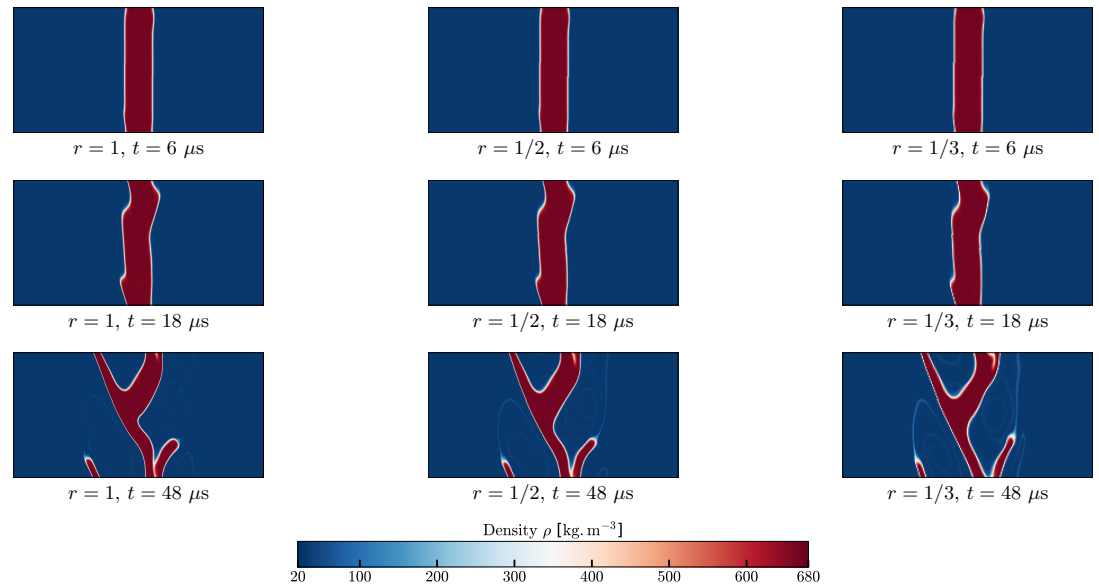 r = 1, t = 6 μs
r = 1/2, t = 6 μs
r = 1/3, t = 6 μs
r = 1, t = 18 μs
r = 1/2, t = 18 μs
r = 1/3, t = 18 μs
r = 1, t = 48 μs
r = 1/2, t = 48 μs
r = 1/3, t = 48 μs
Density ρ [kg.m⁻³]
20 100 200 300 400 500 600 680